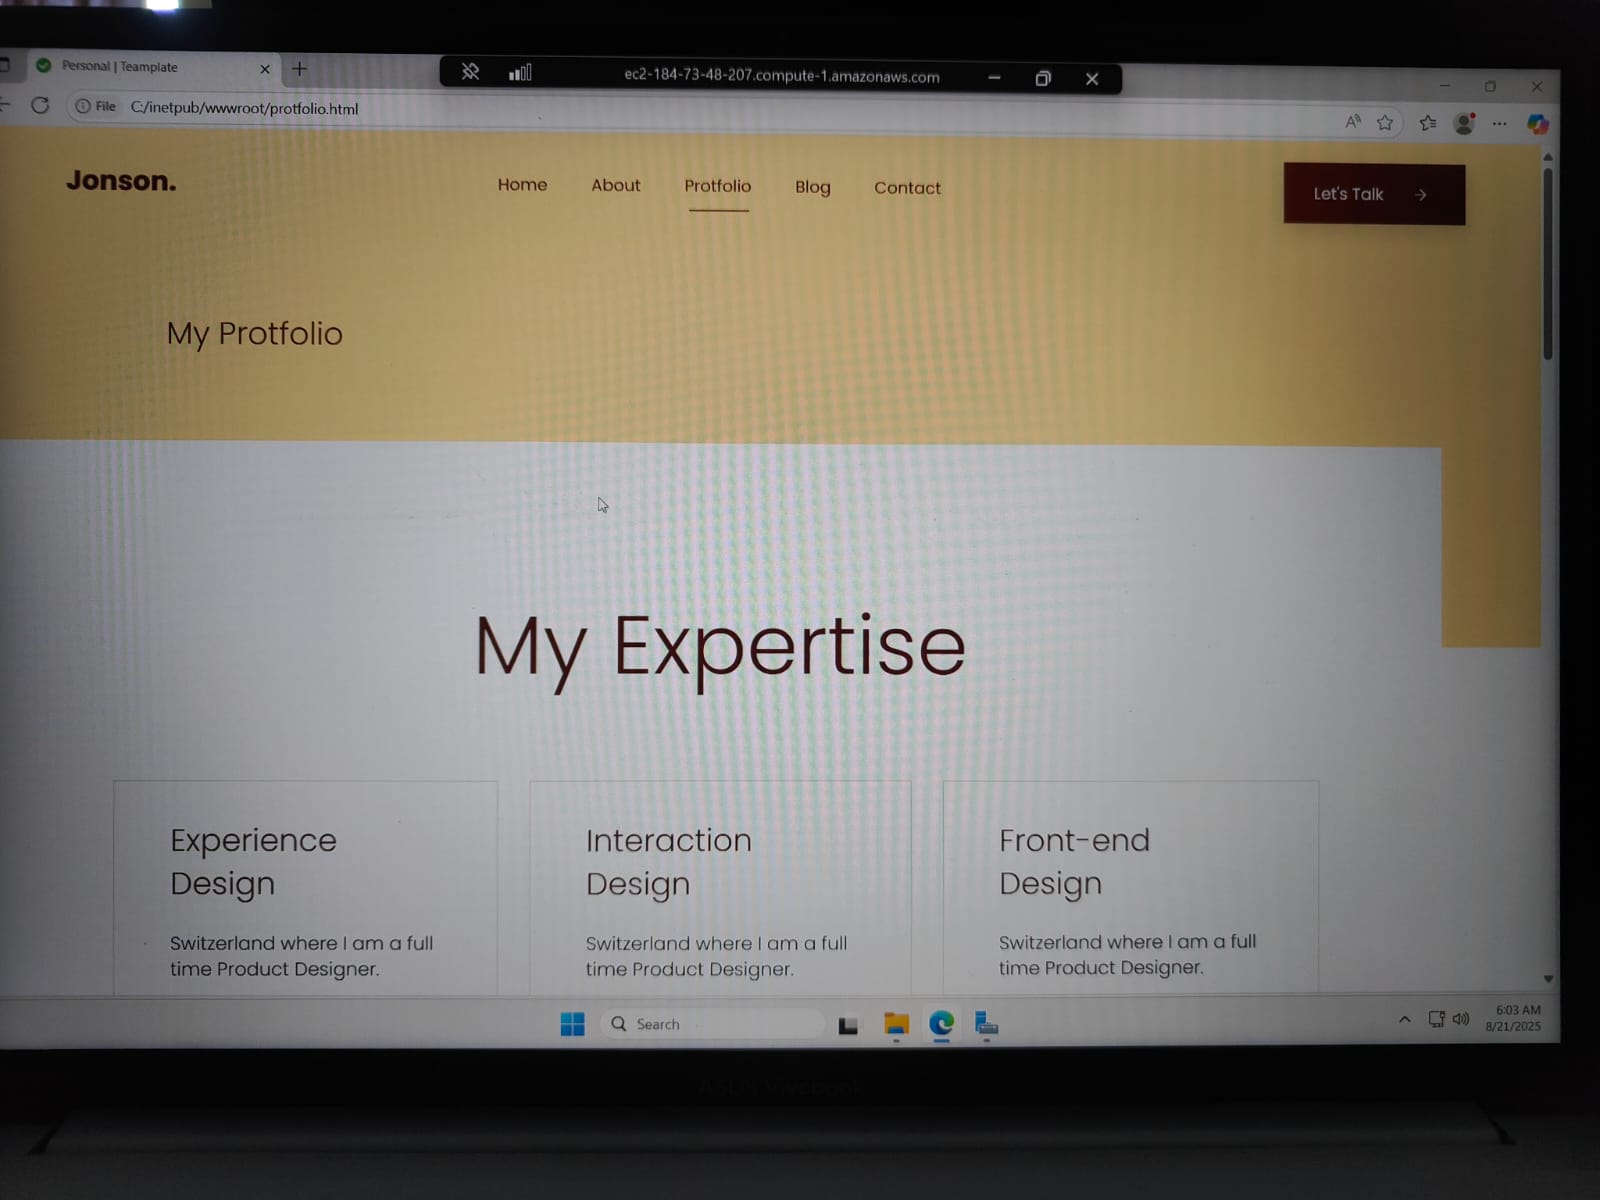 Personal | Teamplate
ec2-184-73-48-207.compute-1.amazonaws.com
File C:/inetpub/wwwroot/protfolio.html
Jonson.
Home About Protfolio Blog Contact
Let's Talk
My Protfolio
My Expertise
Experience
Design
Switzerland where I am a full
time Product Designer.
Interaction
Design
Switzerland where I am a full
time Product Designer.
Front-end
Design
Switzerland where I am a full
time Product Designer.
Search
6:03 AM
8/21/2025
ASUS Vivobook